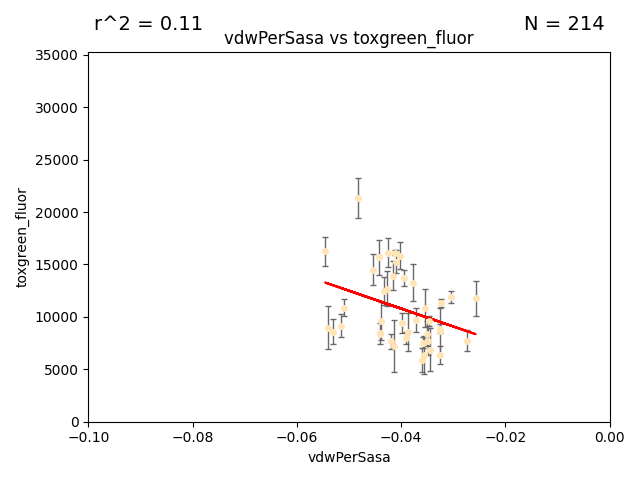 r^2 = 0.11
N = 214
vdwPerSasa vs toxgreen_fluor
35000
30000
25000
20000
15000
10000
5000
0
toxgreen_fluor
−0.10
−0.08
−0.06
−0.04
−0.02
0.00
vdwPerSasa